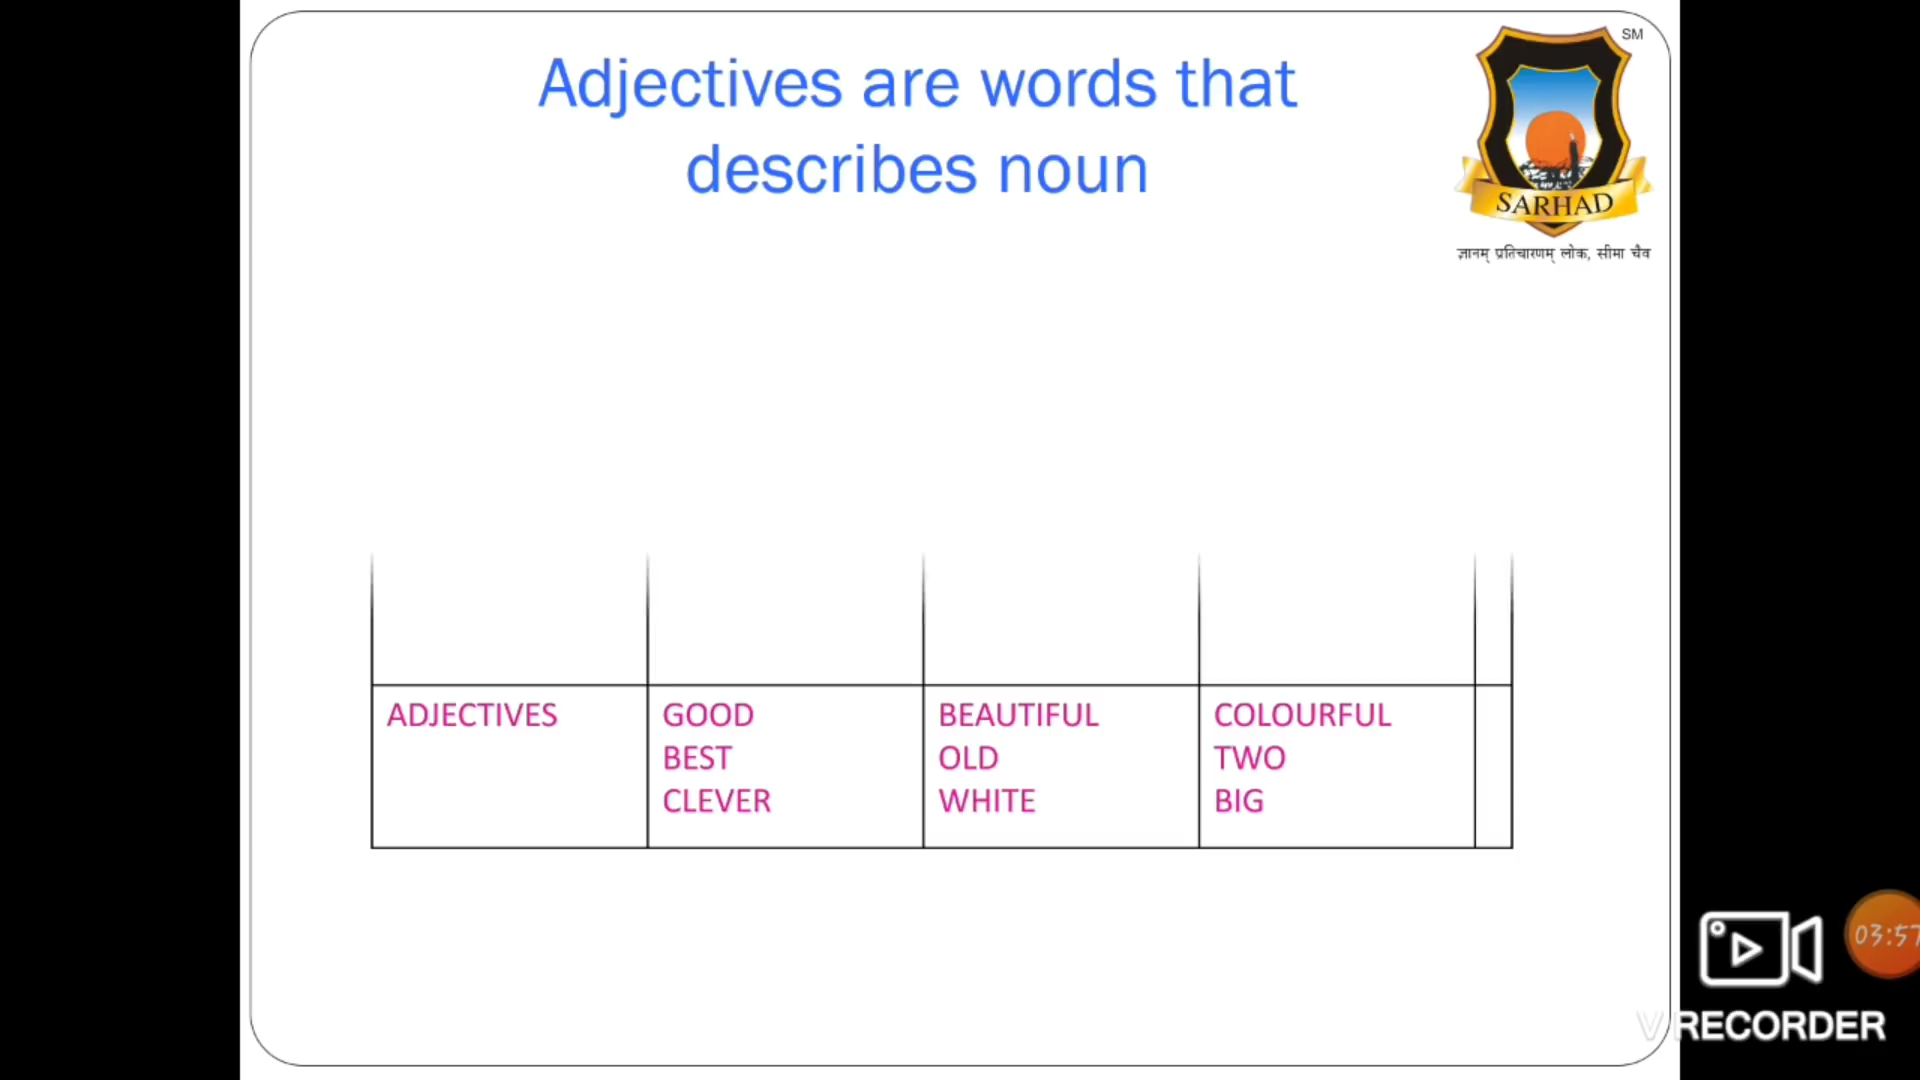 Adjectives are words that
describes noun
SM
SARHAD
ज्ञानम् प्रतिचारणम् लोक, सीमा चैव
ADJECTIVES
GOOD
BEST
CLEVER
BEAUTIFUL
OLD
WHITE
COLOURFUL
TWO
BIG
03:57
V RECORDER